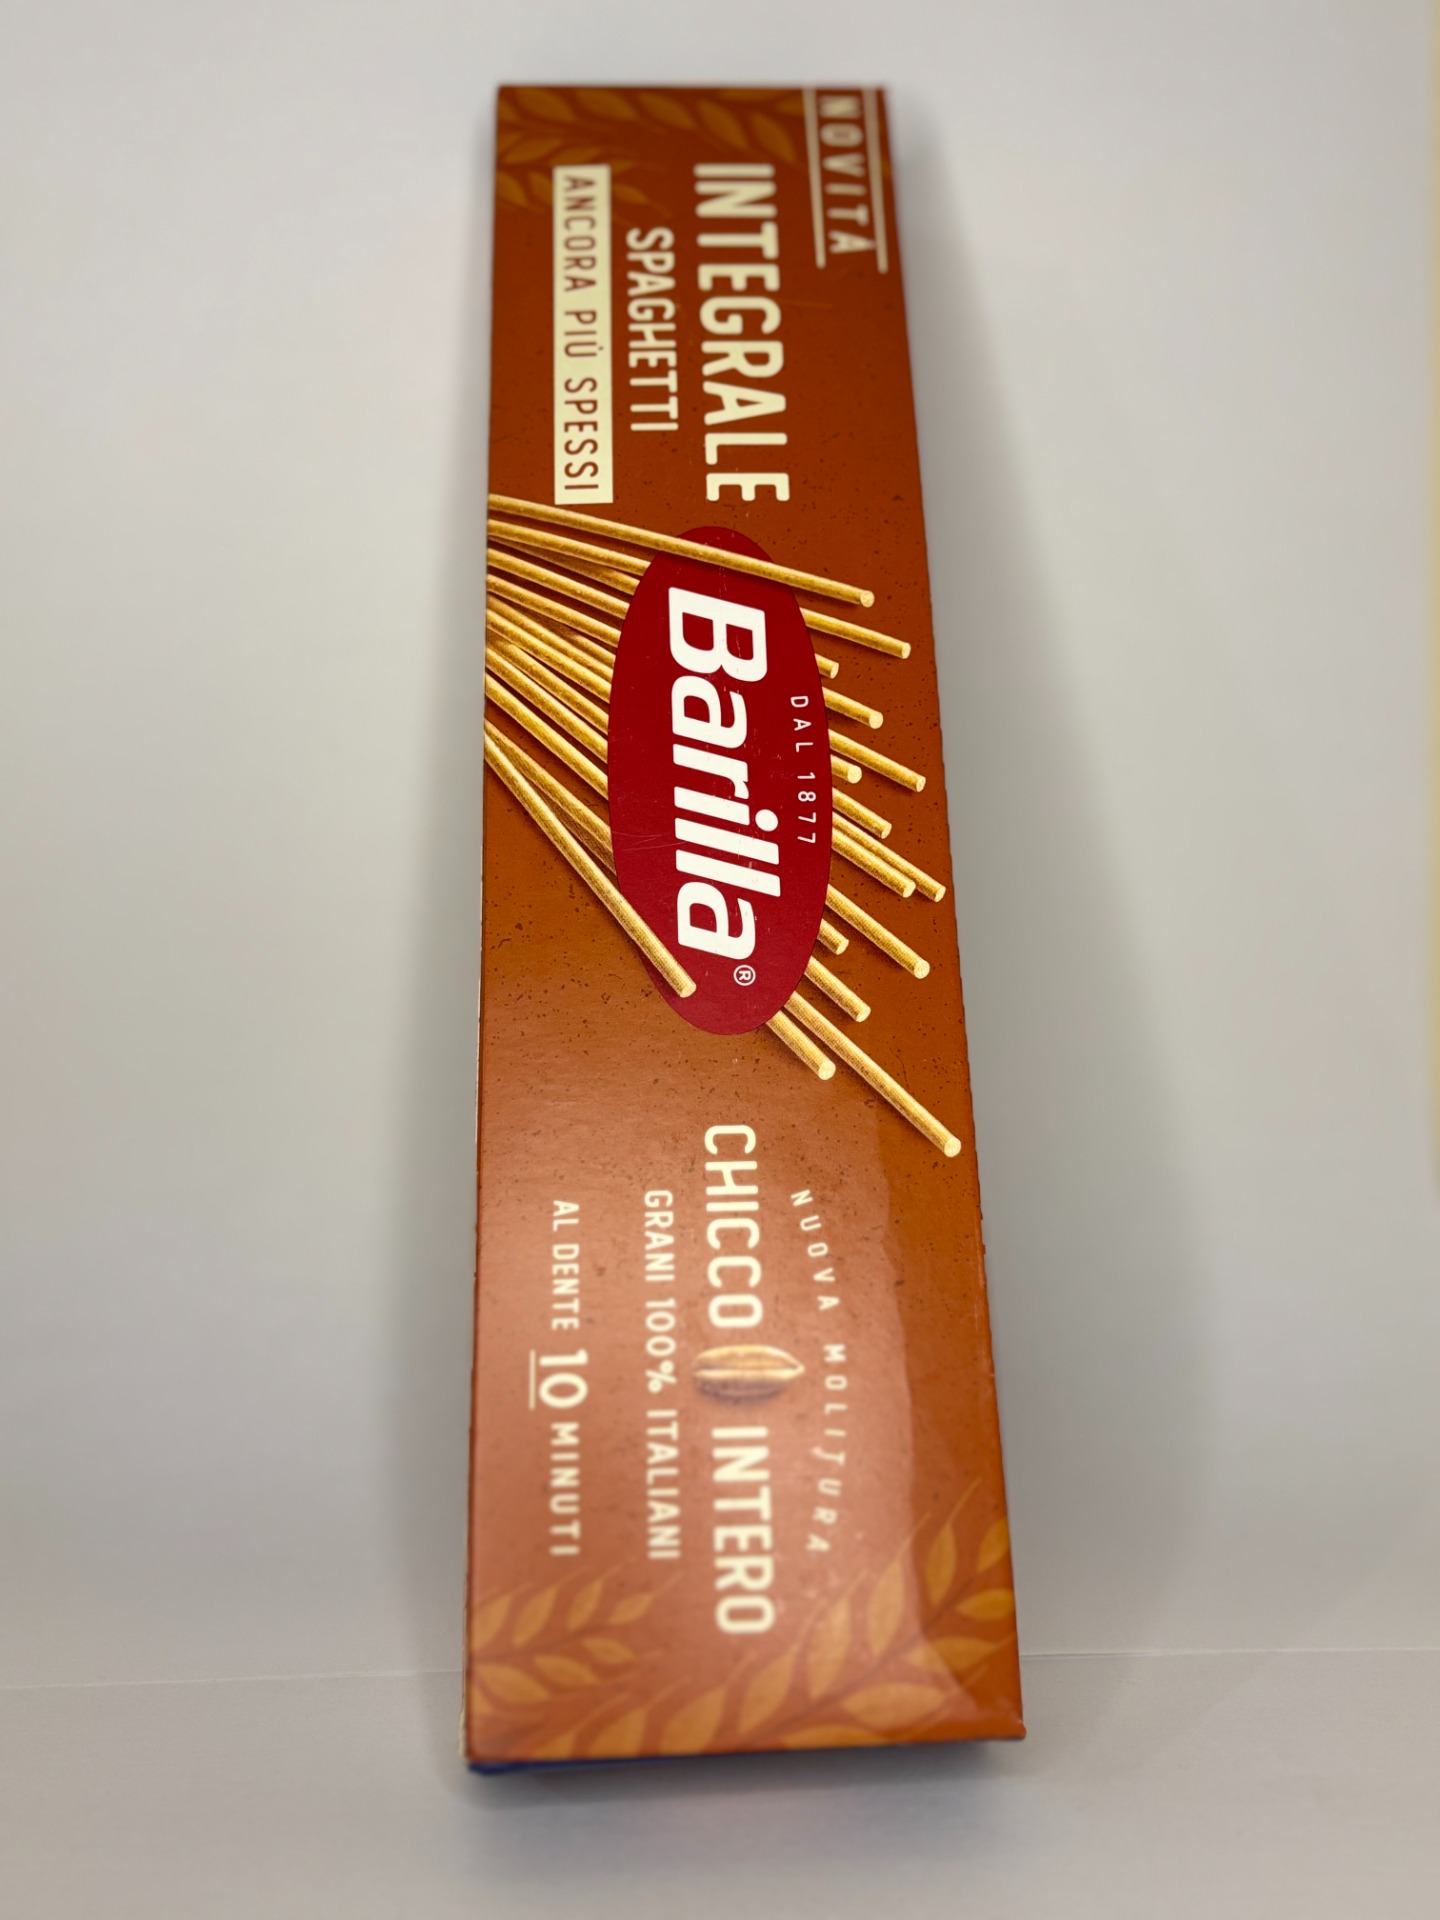 NOVITÀ
INTEGRALE
SPAGHETTI
ANCORA PIÙ SPESSI
DAL 1877
Barilla®
NUOVA MOLITURA
CHICCO INTERO
GRANI 100% ITALIANI
AL DENTE 10 MINUTI